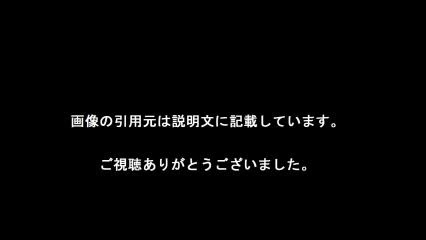 画像の引用元は説明文に記載しています。
ご視聴ありがとうございました。